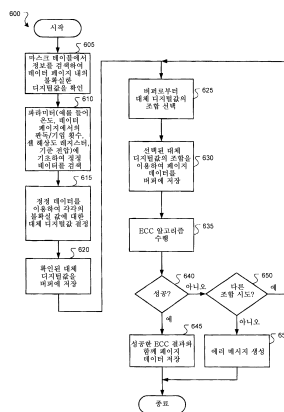 600
시작
605
마스크 테이블에서
정보를 검색하여
데이터 페이지 내의
불확실한
디지털값을 확인
610
파라미터(예를 들어
온도, 데이터
페이지에서의
판독/기입 횟수,
셀 해상도 레지스터,
기준 전압)에
기초하여 정정
데이터를 검색
615
정정 데이터를
이용하여 각각의
불확실 값에 대한
대체 디지털값 결정
620
확인된 대체
디지털값을
버퍼에 저장
625
버퍼로부터
대체 디지털값의
조합 선택
630
선택된 대체
디지털값의 조합을
이용하여 페이지
데이터를
버퍼에 저장
635
ECC 알고리즘
수행
640
성공?
아니오
예
650
다른
조합 시도?
예
아니오
645
성공한 ECC 결과와
함께 페이지
데이터 저장
에러 메시지 생성
종료